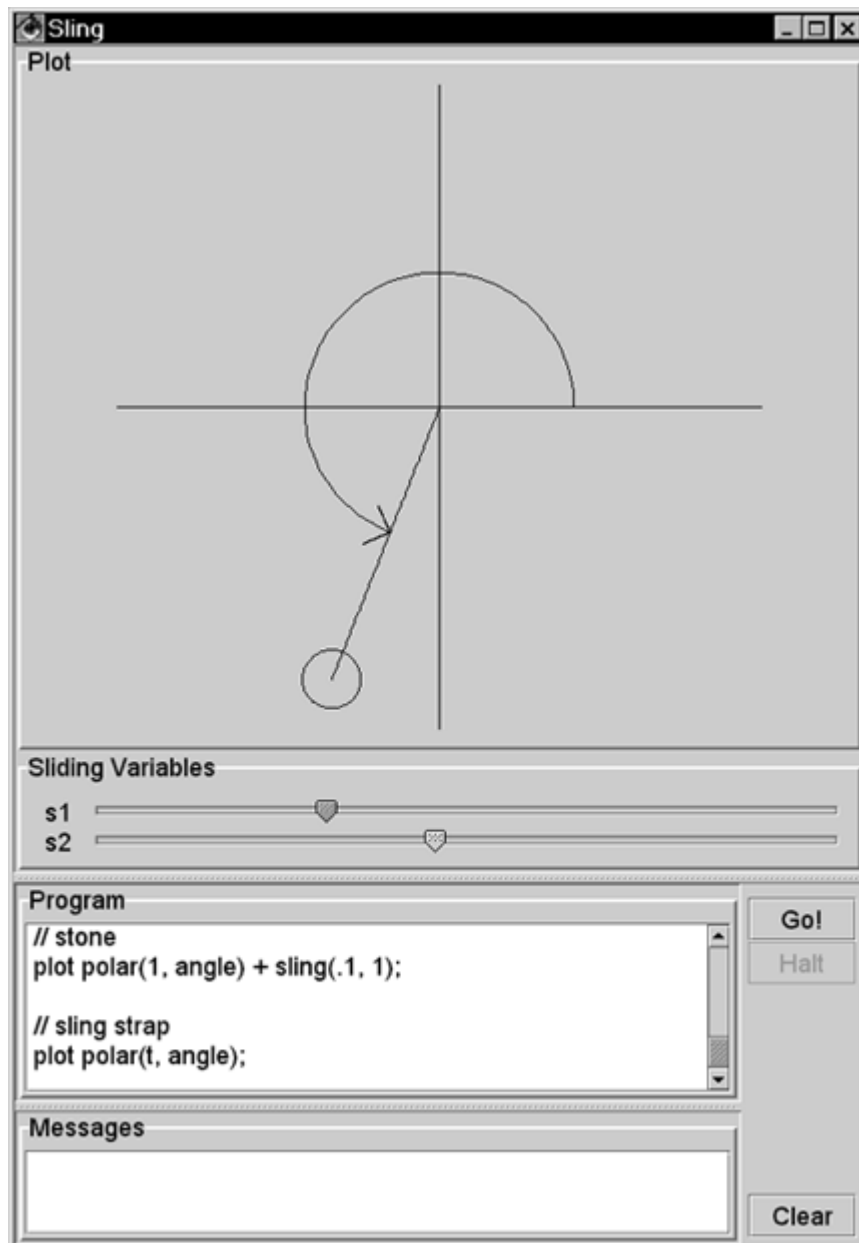 Sling
Plot
Sliding Variables
s1
s2
Program
// stone
plot polar(1, angle) + sling(.1, 1);
// sling strap
plot polar(t, angle);
Go!
Halt
Messages
Clear